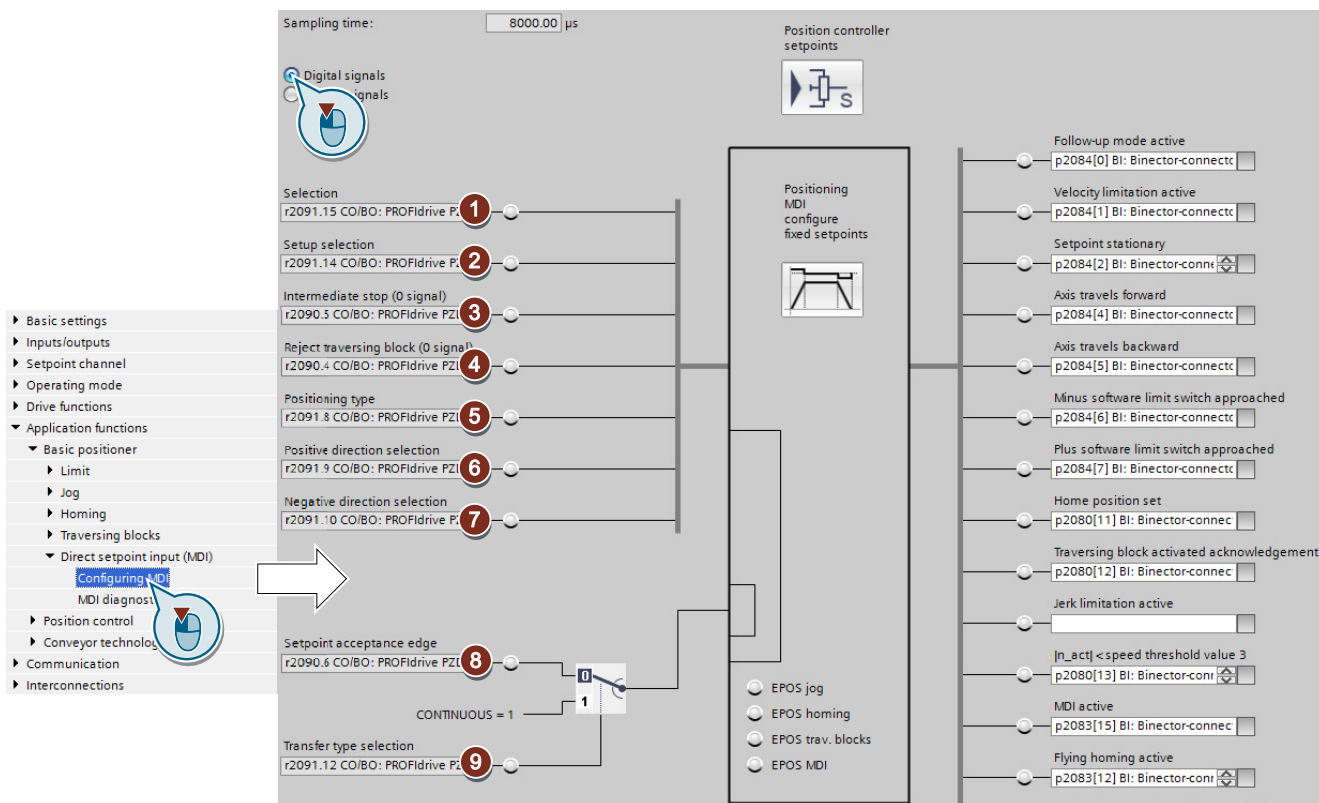 Basic settings
Inputs/outputs
Setpoint channel
Operating mode
Drive functions
Application functions
Basic positioner
Limit
Jog
Homing
Traversing blocks
Direct setpoint input (MDI)
Configuring MDI
MDI
Position control
Conveyor
Communication
Interconnections
Sampling time: 8000.00 µs
Digital signals
Selection
r2091.15 CO/BO: PROFIdrive PZ
1
Setup selection
r2091.14 CO/BO: PROFIdrive PZ
2
Intermediate stop (0 signal)
r2090.5 CO/BO: PROFIdrive PZ
3
Reject traversing block (0 signal)
r2090.4 CO/BO: PROFIdrive PZ
4
Positioning type
r2091.8 CO/BO: PROFIdrive PZ
5
Positive direction selection
r2091.9 CO/BO: PROFIdrive PZ
6
Negative direction selection
r2091.10 CO/BO: PROFIdrive P
7
Setpoint acceptance edge
r2090.6 CO/BO: PROFIdrive PZ
8
0
1
CONTINUOUS = 1
Transfer type selection
r2091.12 CO/BO: PROFIdrive P
9
Position controller
setpoints
S
Positioning
MDI
configure
fixed setpoints
EPOS jog
EPOS homing
EPOS trav. blocks
EPOS MDI
Follow-up mode active
p2084[0] BI: Binector-connectc
Velocity limitation active
p2084[1] BI: Binector-connectc
Setpoint stationary
p2084[2] BI: Binector-conne
Axis travels forward
p2084[4] BI: Binector-connectc
Axis travels backward
p2084[5] BI: Binector-connectc
Minus software limit switch approached
p2084[6] BI: Binector-connectc
Plus software limit switch approached
p2084[7] BI: Binector-connectc
Home position set
p2080[11] BI: Binector-connec
Traversing block activated acknowledgement
p2080[12] BI: Binector-connec
Jerk limitation active
|n_act| < speed threshold value 3
p2080[13] BI: Binector-conn
MDI active
p2083[15] BI: Binector-connec
Flying homing active
p2083[12] BI: Binector-conn